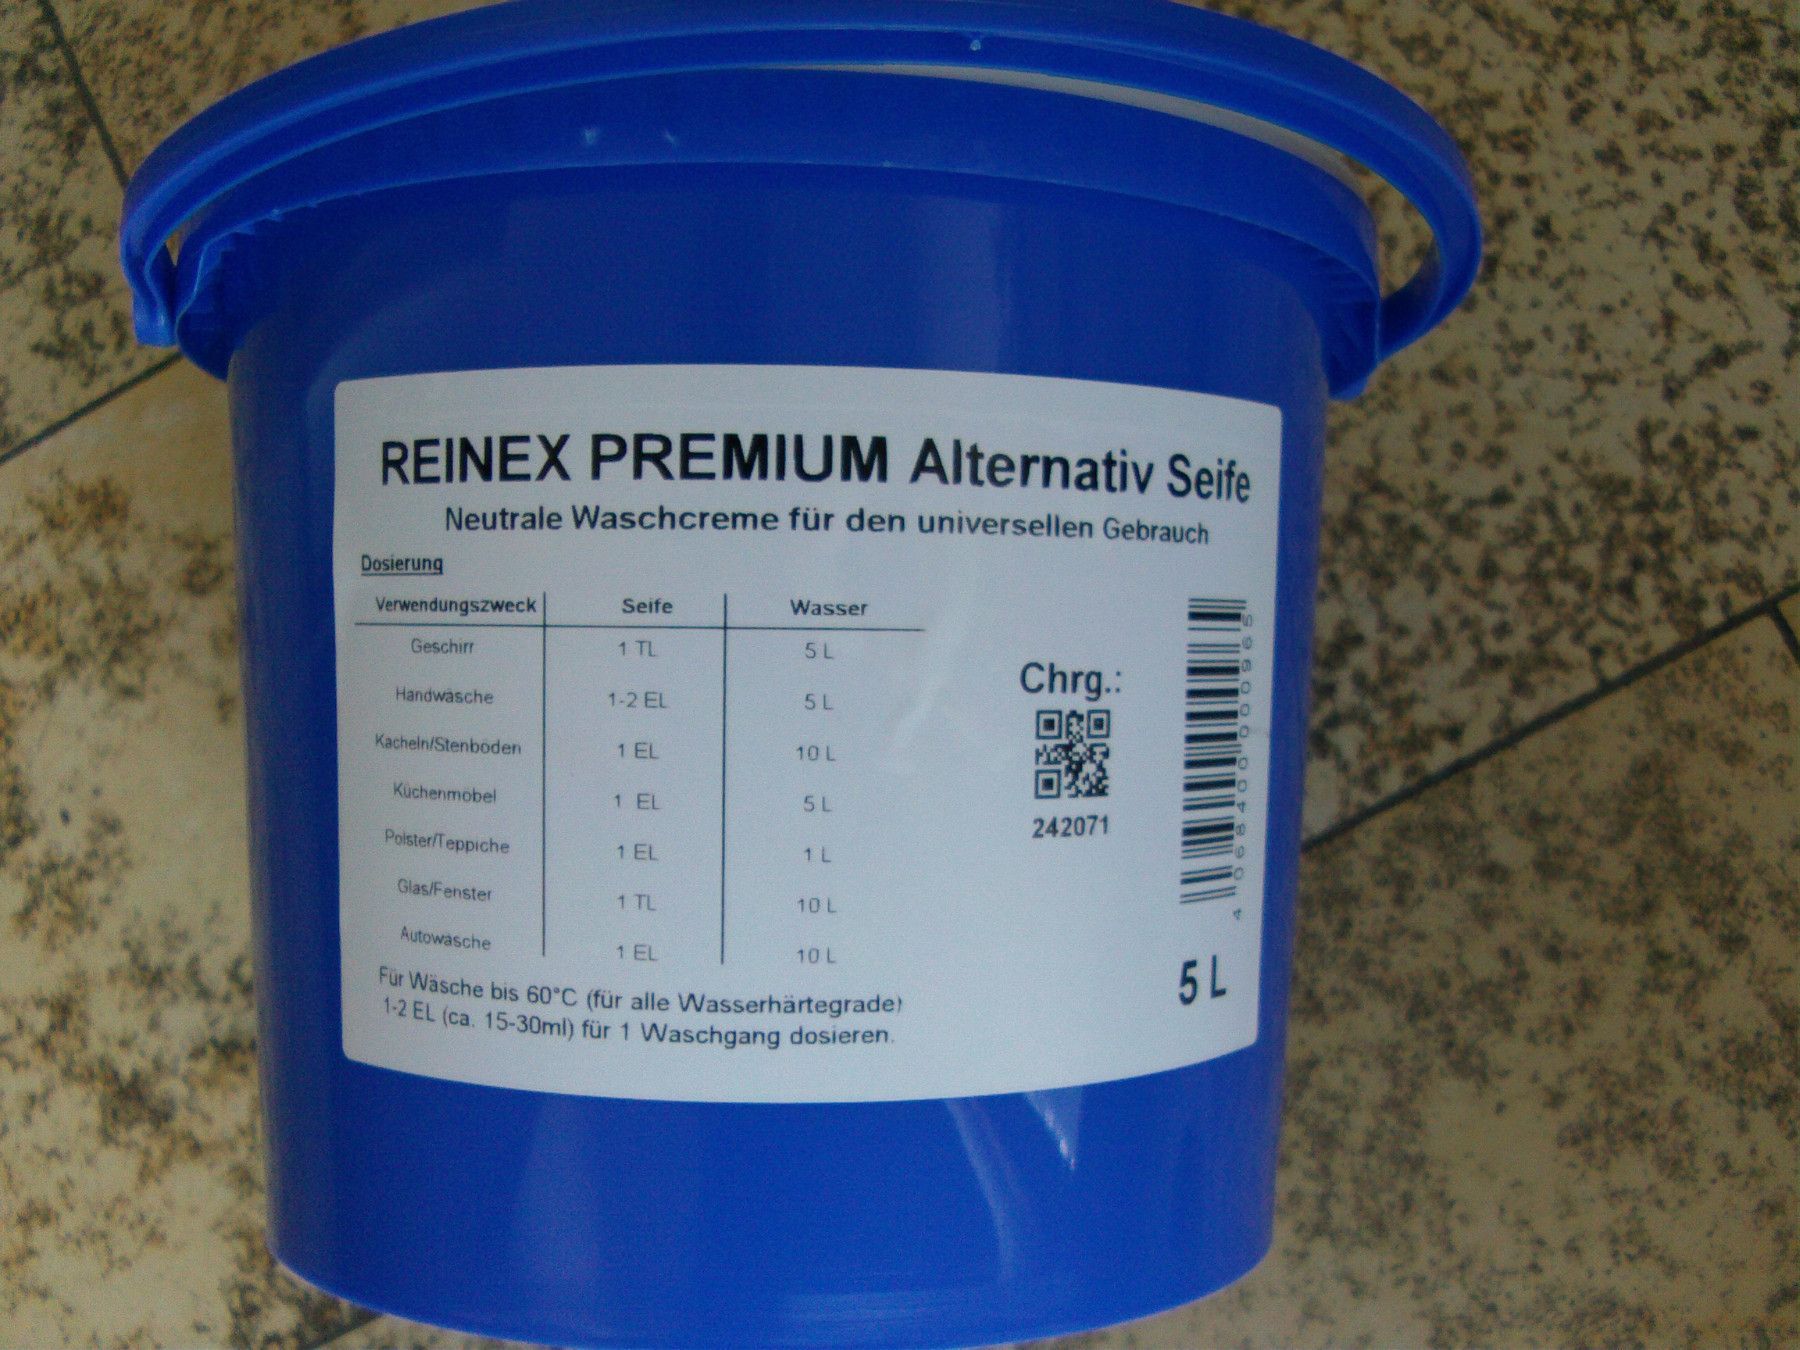 REINEX PREMIUM Alternativ Seife
Neutrale Waschcreme für den universellen Gebrauch
Dosierung
Verwendungszweck Seife Wasser
Geschirr 1 TL 5 L
Handwäsche 1-2 EL 5 L
Kacheln/Stenböden 1 EL 10 L
Küchenmöbel 1 EL 5 L
Polster/Teppiche 1 EL 1 L
Glas/Fenster 1 TL 10 L
Autowäsche 1 EL 10 L
Für Wäsche bis 60°C (für alle Wasserhärtegrade)
1-2 EL (ca. 15-30ml) für 1 Waschgang dosieren.
Chrg.:
242071
4 068400 000965
5 L